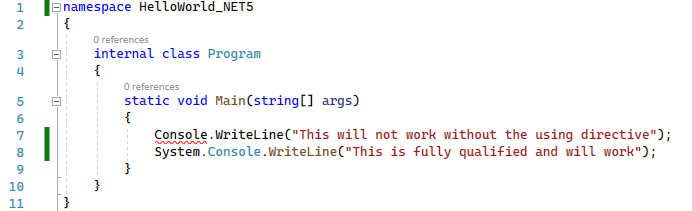 1 namespace HelloWorld_NET5
2 {
0 references
3 internal class Program
4 {
0 references
5 static void Main(string[] args)
6 {
7 Console.WriteLine("This will not work without the using directive");
8 System.Console.WriteLine("This is fully qualified and will work");
9 }
10 }
11 }